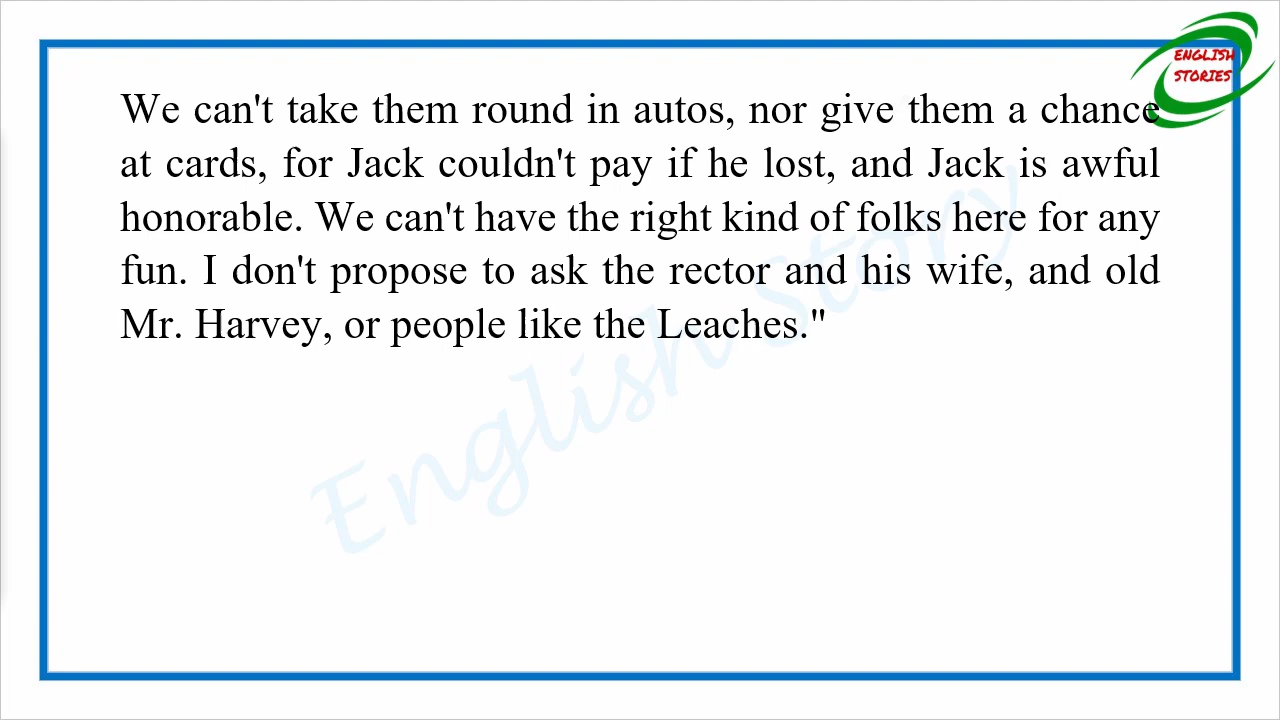 ENGLISH
STORIES
We can't take them round in autos, nor give them a chance
at cards, for Jack couldn't pay if he lost, and Jack is awful
honorable. We can't have the right kind of folks here for any
fun. I don't propose to ask the rector and his wife, and old
Mr. Harvey, or people like the Leaches."
English Story